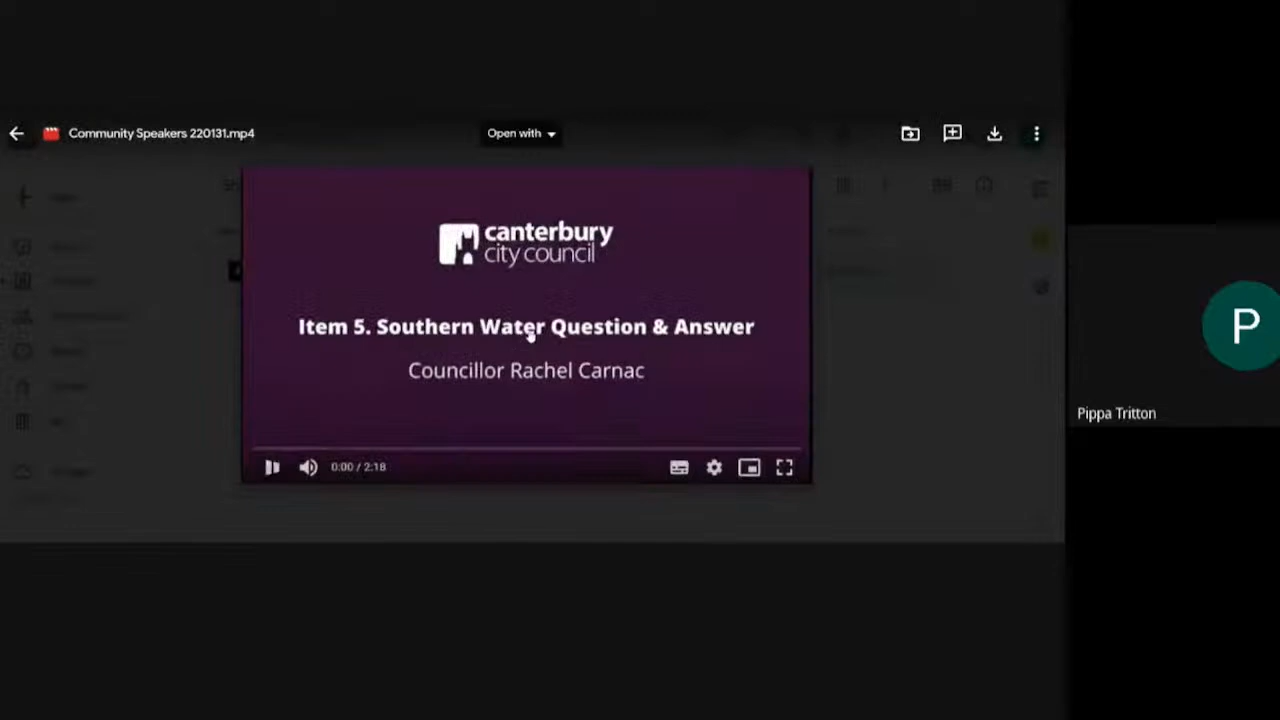 Community Speakers 220131.mp4
Open with
canterbury
city council
Item 5. Southern Water Question & Answer
Councillor Rachel Carnac
0:00 / 2:18
P
Pippa Tritton